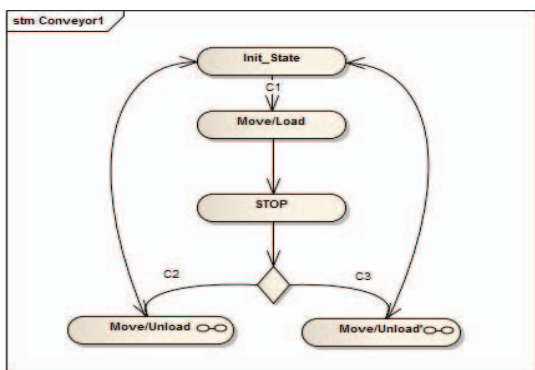 stm Conveyor1
Init_State
C1
Move/Load
STOP
C2
C3
Move/Unload
Move/Unload'